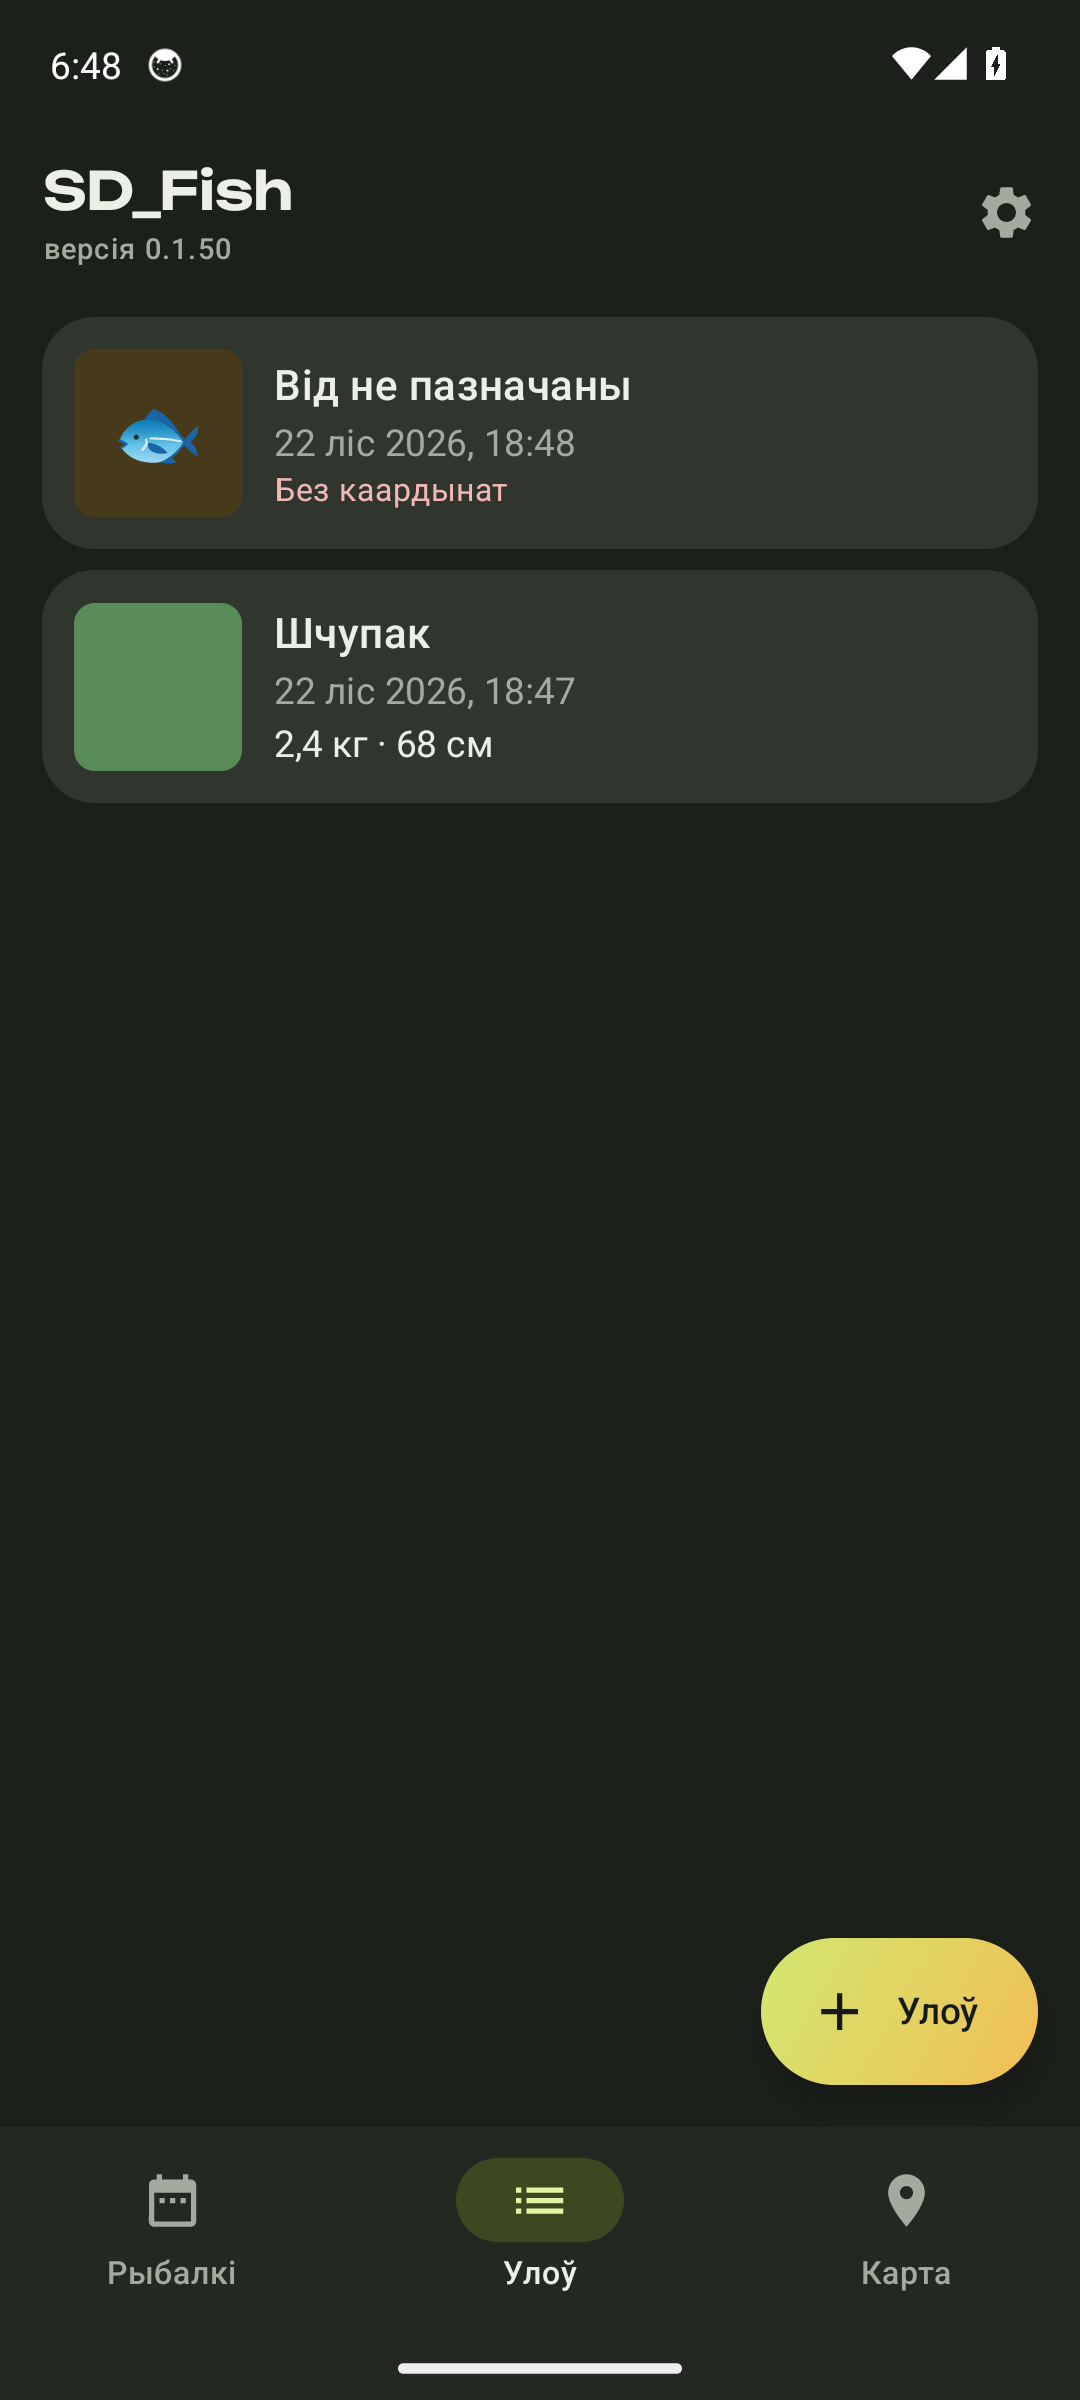 6:48
SD_Fish
версія 0.1.50
Від не пазначаны
22 ліс 2026, 18:48
Без каардынат
Шчупак
22 ліс 2026, 18:47
2,4 кг · 68 см
+ Улоў
Рыбалкі
Улоў
Карта